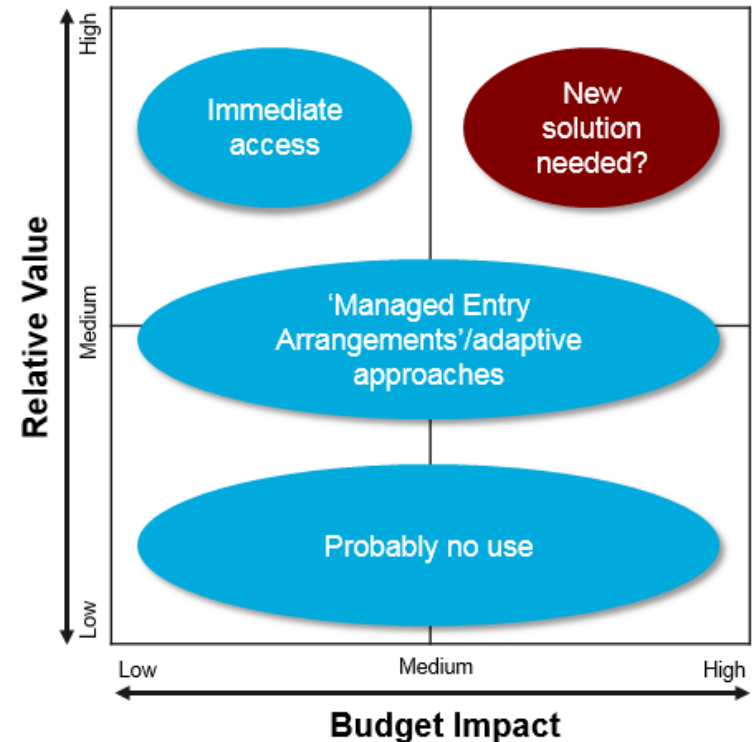 High
Immediate
access
New
solution
needed?
Relative Value
Medium
‘Managed Entry
Arrangements’/adaptive
approaches
Probably no use
Low
Low
Medium
High
Budget Impact